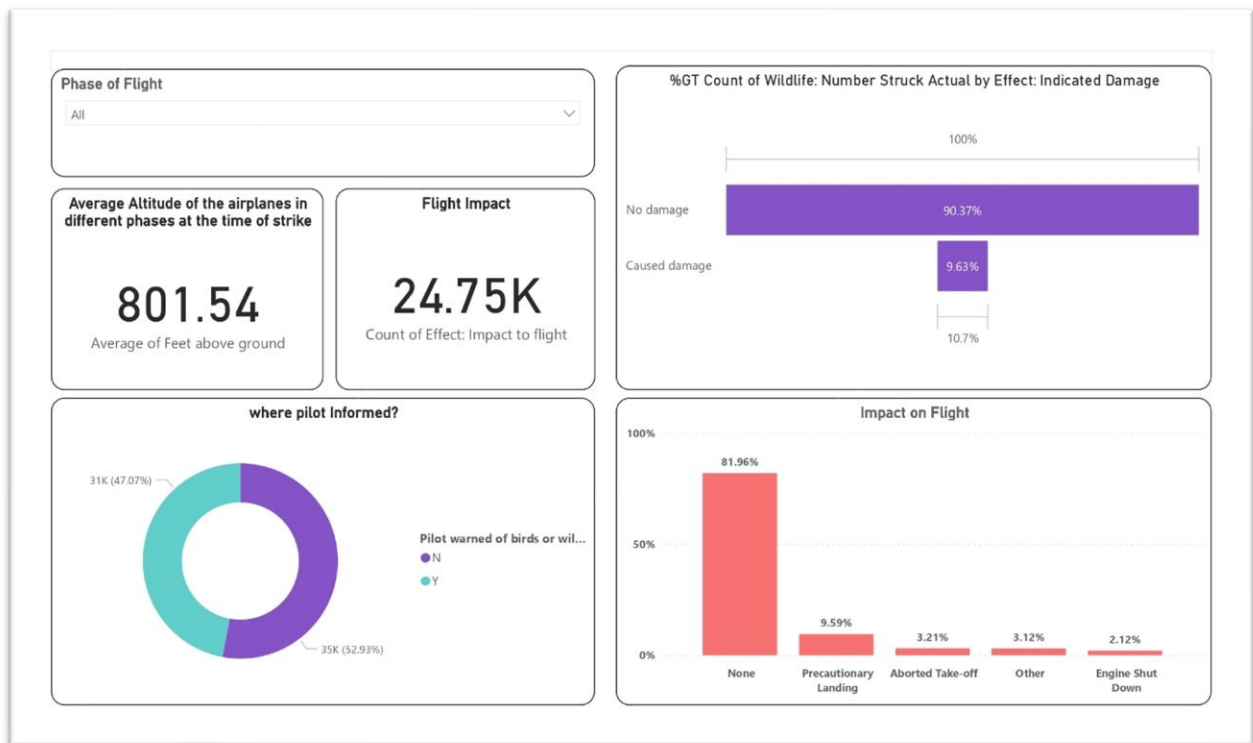 Phase of Flight
All
Average Altitude of the airplanes in
different phases at the time of strike
801.54
Average of Feet above ground
Flight Impact
24.75K
Count of Effect: Impact to flight
%GT Count of Wildlife: Number Struck Actual by Effect: Indicated Damage
100%
No damage
90.37%
Caused damage
9.63%
10.7%
where pilot Informed?
31K (47.07%)
35K (52.93%)
Pilot warned of birds or wil...
N
Y
Impact on Flight
100%
50%
0%
81.96%
9.59%
3.21%
3.12%
2.12%
None
Precautionary
Landing
Aborted Take-off
Other
Engine Shut
Down